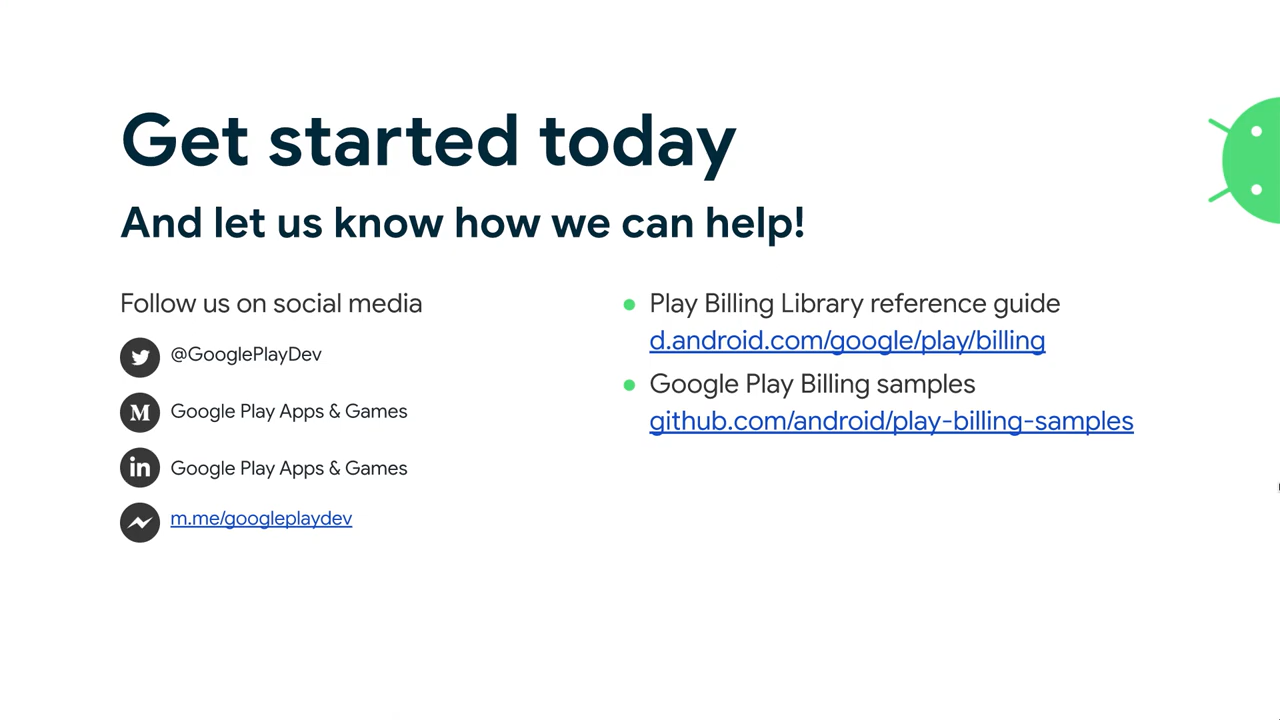 Get started today
And let us know how we can help!
Follow us on social media
@GooglePlayDev
Google Play Apps & Games
Google Play Apps & Games
m.me/googleplaydev
Play Billing Library reference guide
d.android.com/google/play/billing
Google Play Billing samples
github.com/android/play-billing-samples